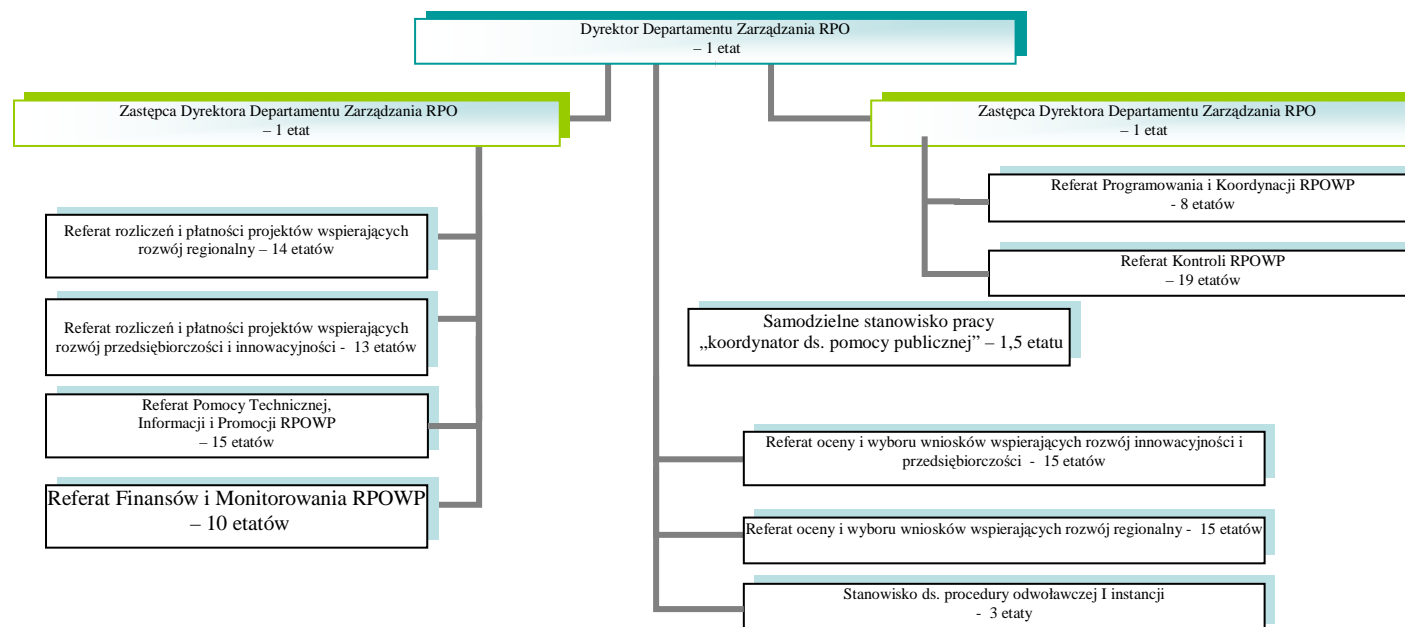 Dyrektor Departamentu Zarządzania RPO
– 1 etat
Zastępca Dyrektora Departamentu Zarządzania RPO
– 1 etat
Zastępca Dyrektora Departamentu Zarządzania RPO
– 1 etat
Referat Programowania i Koordynacji RPOWP
- 8 etatów
Referat Kontroli RPOWP
– 19 etatów
Referat rozliczeń i płatności projektów wspierających
rozwój regionalny – 14 etatów
Referat rozliczeń i płatności projektów wspierających
rozwój przedsiębiorczości i innowacyjności - 13 etatów
Referat Pomocy Technicznej,
Informacji i Promocji RPOWP
– 15 etatów
Referat Finansów i Monitorowania RPOWP
– 10 etatów
Samodzielne stanowisko pracy
„koordynator ds. pomocy publicznej” – 1,5 etatu
Referat oceny i wyboru wniosków wspierających rozwój innowacyjności i
przedsiębiorczości - 15 etatów
Referat oceny i wyboru wniosków wspierających rozwój regionalny - 15 etatów
Stanowisko ds. procedury odwoławczej I instancji
- 3 etaty